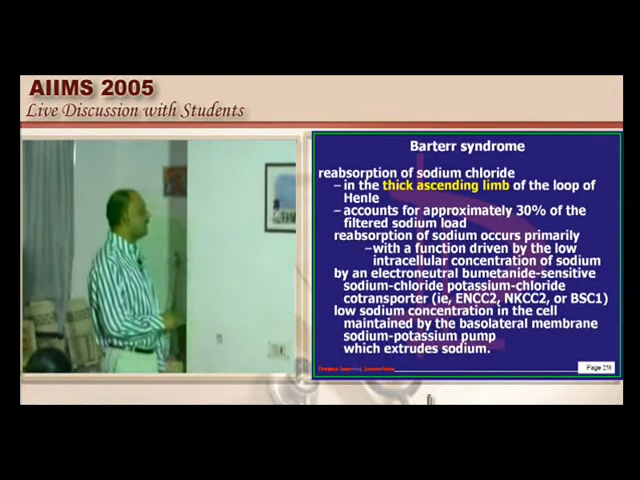 AIIMS 2005
Live Discussion with Students
Barterr syndrome
reabsorption of sodium chloride
– in the thick ascending limb of the loop of
Henle
– accounts for approximately 30% of the
filtered sodium load
reabsorption of sodium occurs primarily
–with a function driven by the low
intracellular concentration of sodium
by an electroneutral bumetanide-sensitive
sodium-chloride potassium-chloride
cotransporter (ie, ENCC2, NKCC2, or BSC1)
low sodium concentration in the cell
maintained by the basolateral membrane
sodium-potassium pump
which extrudes sodium.
Page